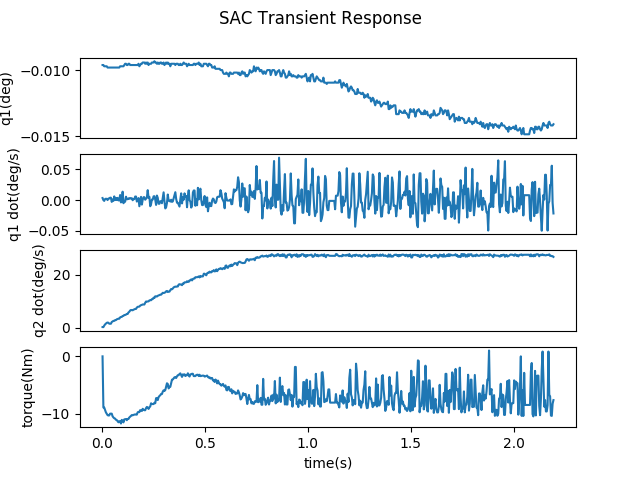 SAC Transient Response
q1(deg)
−0.010
−0.015
q1 dot(deg/s)
0.05
0.00
−0.05
q2 dot(deg/s)
20
0
torque(Nm)
0
−10
0.0 0.5 1.0 1.5 2.0
time(s)